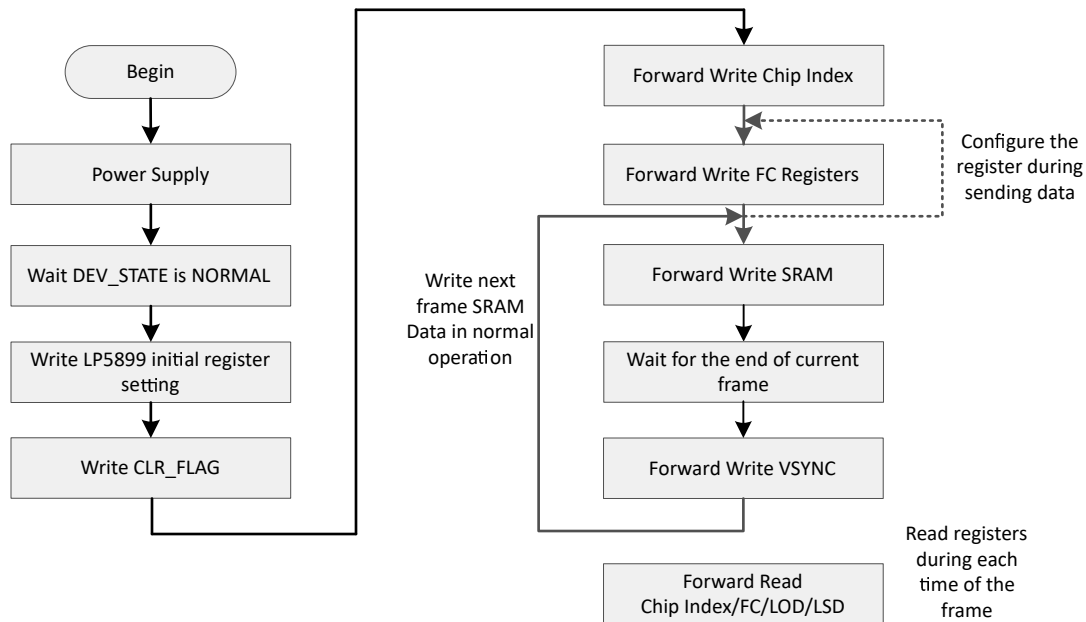 Begin
Power Supply
Wait DEV_STATE is NORMAL
Write LP5899 initial register
setting
Write CLR_FLAG
Forward Write Chip Index
Configure the
register during
sending data
Forward Write FC Registers
Write next
frame SRAM
Data in normal
operation
Forward Write SRAM
Wait for the end of current
frame
Forward Write VSYNC
Read registers
during each
time of the
frame
Forward Read
Chip Index/FC/LOD/LSD